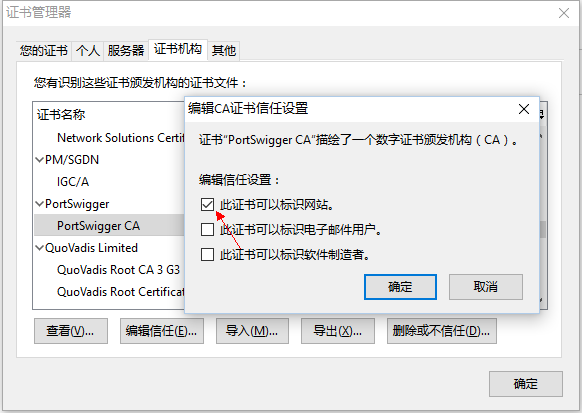 证书管理器
您的证书 个人 服务器 证书机构 其他
您有识别这些证书颁发机构的证书文件：
证书名称
Network Solutions Certif
PM/SGDN
IGC/A
PortSwigger
PortSwigger CA
QuoVadis Limited
QuoVadis Root CA 3 G3
QuoVadis Root Certificat
编辑CA证书信任设置
证书“PortSwigger CA”描绘了一个数字证书颁发机构（CA）。
编辑信任设置：
此证书可以标识网站。
此证书可以标识电子邮件用户。
此证书可以标识软件制造者。
确定 取消
查看(V)... 编辑信任(E)... 导入(M)... 导出(X)... 删除或不信任(D)...
确定